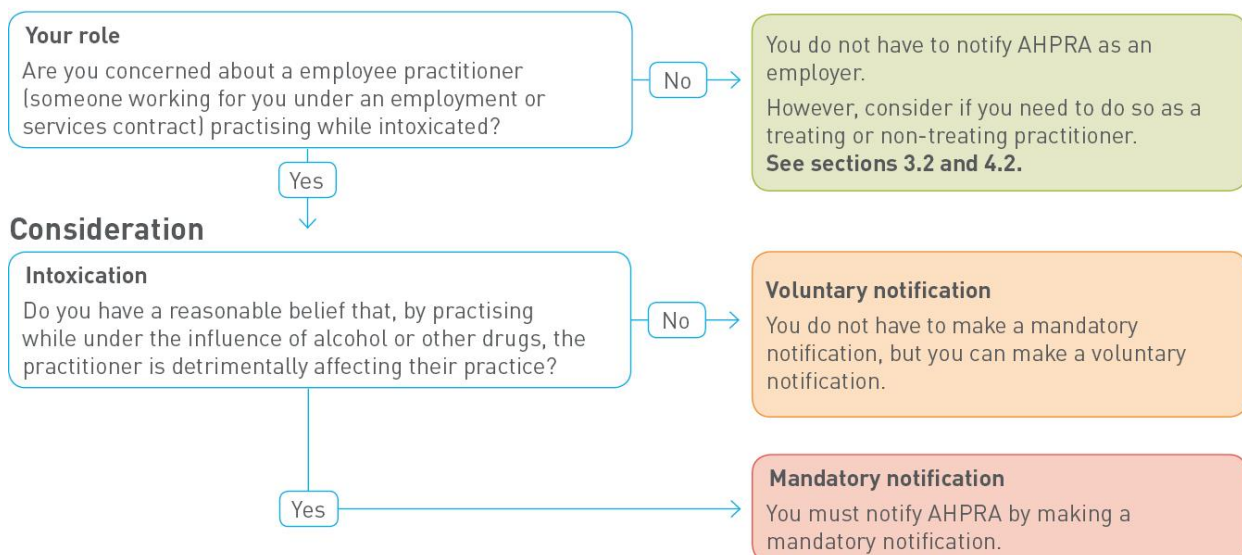 Your role
Are you concerned about a employee practitioner
(someone working for you under an employment or
services contract) practising while intoxicated?
No
You do not have to notify AHPRA as an
employer.
However, consider if you need to do so as a
treating or non-treating practitioner.
See sections 3.2 and 4.2.
Yes
Consideration
Intoxication
Do you have a reasonable belief that, by practising
while under the influence of alcohol or other drugs, the
practitioner is detrimentally affecting their practice?
No
Voluntary notification
You do not have to make a mandatory
notification, but you can make a voluntary
notification.
Yes
Mandatory notification
You must notify AHPRA by making a
mandatory notification.